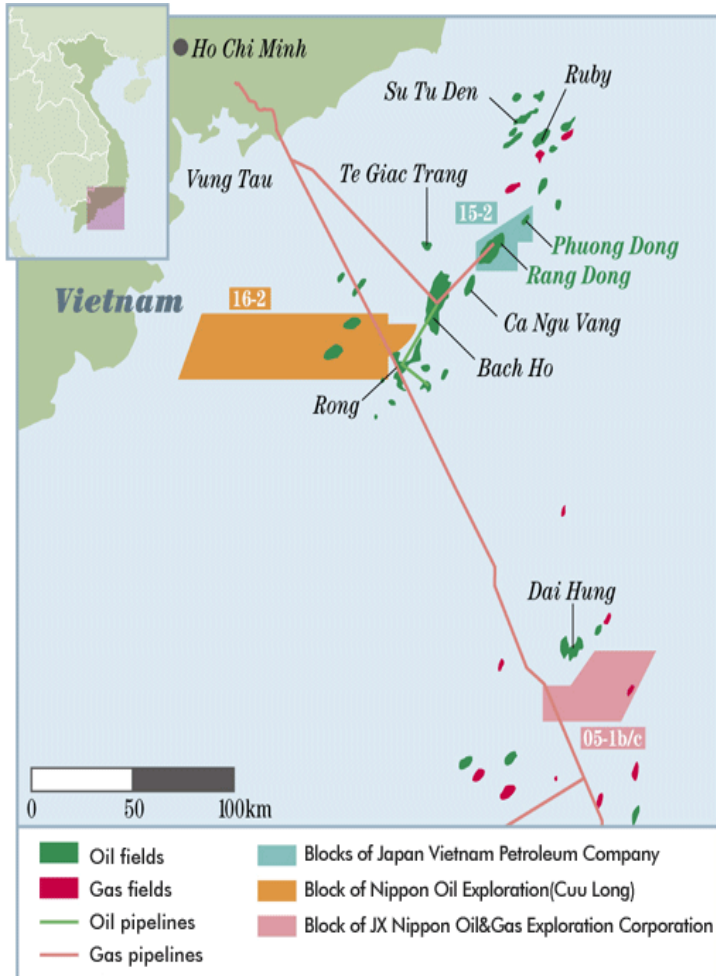 Ho Chi Minh
Ruby
Su Tu Den
Te Giac Trang
Vung Tau
15-2
Phuong Dong
Rang Dong
Vietnam
16-2
Ca Ngu Vang
Bach Ho
Rong
Dai Hung
05-1b/c
0 50 100km
Oil fields
Gas fields
Oil pipelines
Gas pipelines
Blocks of Japan Vietnam Petroleum Company
Block of Nippon Oil Exploration(Cuu Long)
Block of JX Nippon Oil&Gas Exploration Corporation